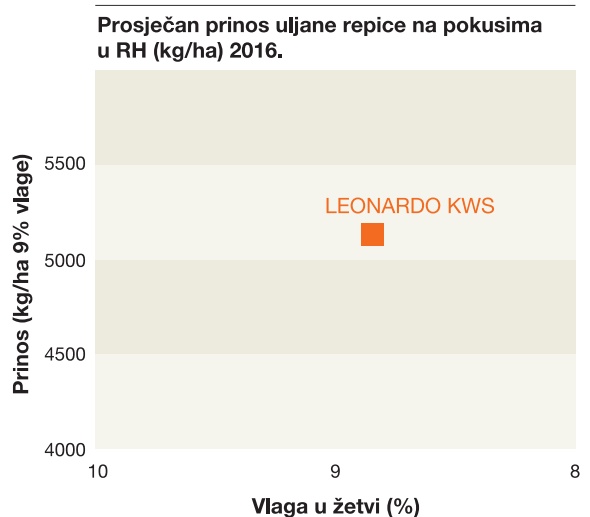 Prosječan prinos uljane repice na pokusima
u RH (kg/ha) 2016.
Prinos (kg/ha 9% vlage)
5500
5000
4500
4000
LEONARDO KWS
10
9
8
Vlaga u žetvi (%)